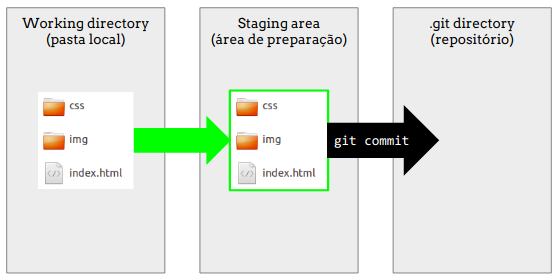 Working directory
(pasta local)
css
img
index.html
Staging area
(área de preparação)
css
img
index.html
git commit
.git directory
(repositório)